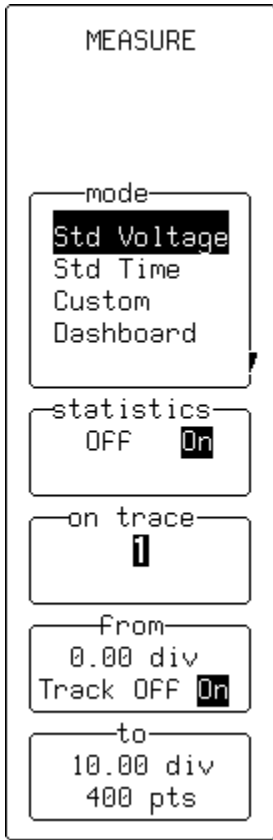 MEASURE
mode
Std Voltage
Std Time
Custom
Dashboard
statistics
OFF On
on trace
1
from
0.00 div
Track OFF On
to
10.00 div
400 pts